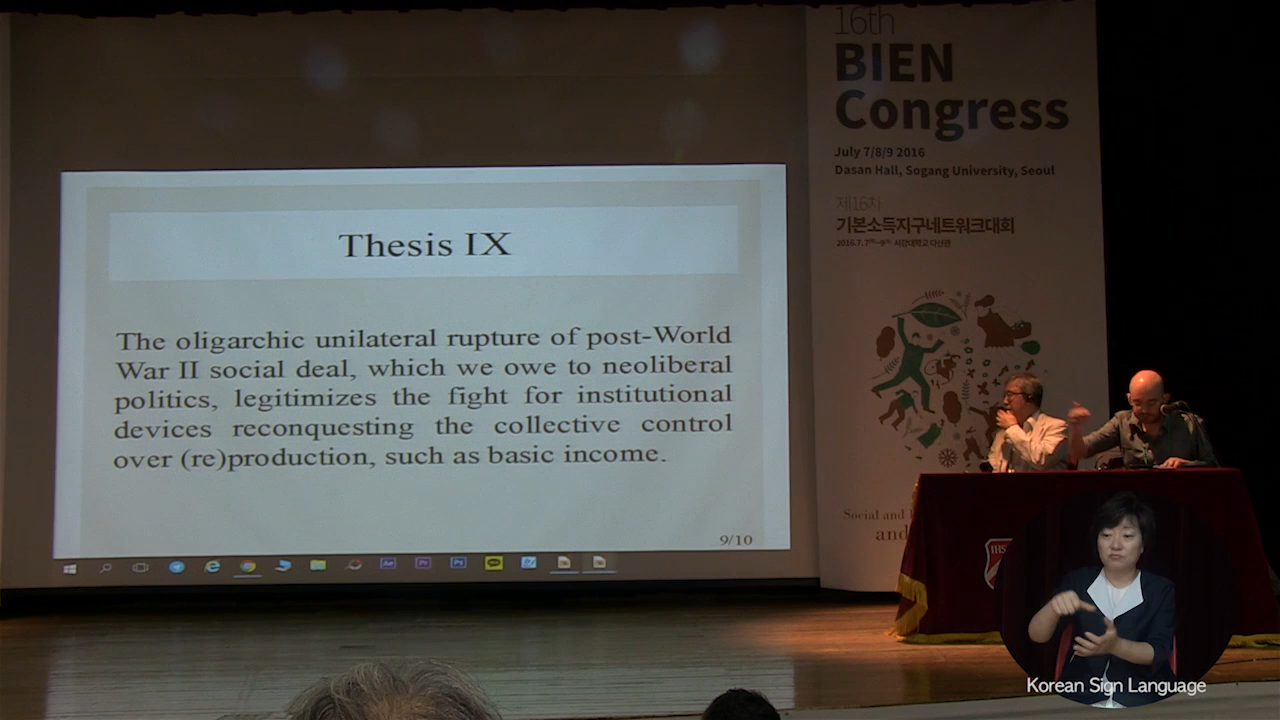 Thesis IX
The oligarchic unilateral rupture of post-World
War II social deal, which we owe to neoliberal
politics, legitimizes the fight for institutional
devices reconquesting the collective control
over (re)production, such as basic income.
9/10
16th
BIEN
Congress
July 7/8/9 2016
Dasan Hall, Sogang University, Seoul
제16차
기본소득지구네트워크대회
Social and
and
IHS
Korean Sign Language